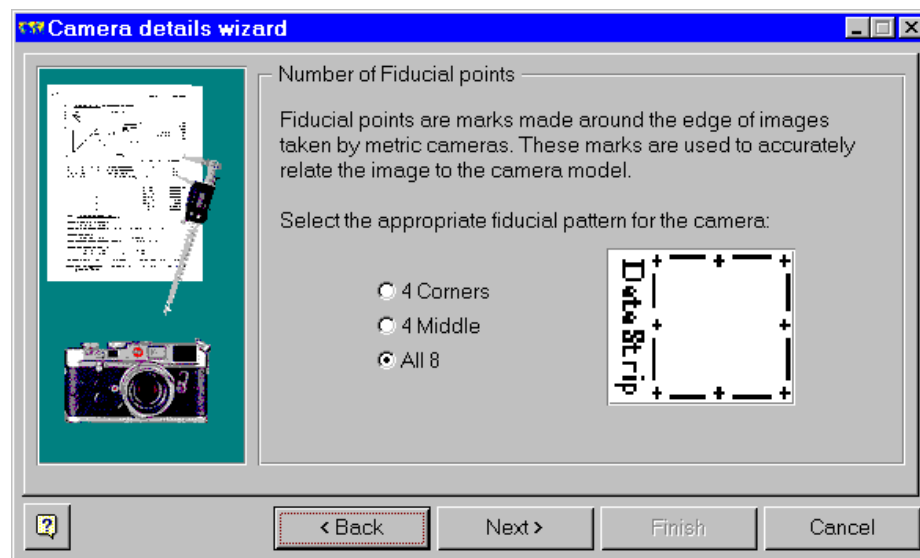 Camera details wizard
Number of Fiducial points
Fiducial points are marks made around the edge of images
taken by metric cameras. These marks are used to accurately
relate the image to the camera model.
Select the appropriate fiducial pattern for the camera:
4 Corners
4 Middle
All 8
Data Strip
< Back
Next >
Finish
Cancel